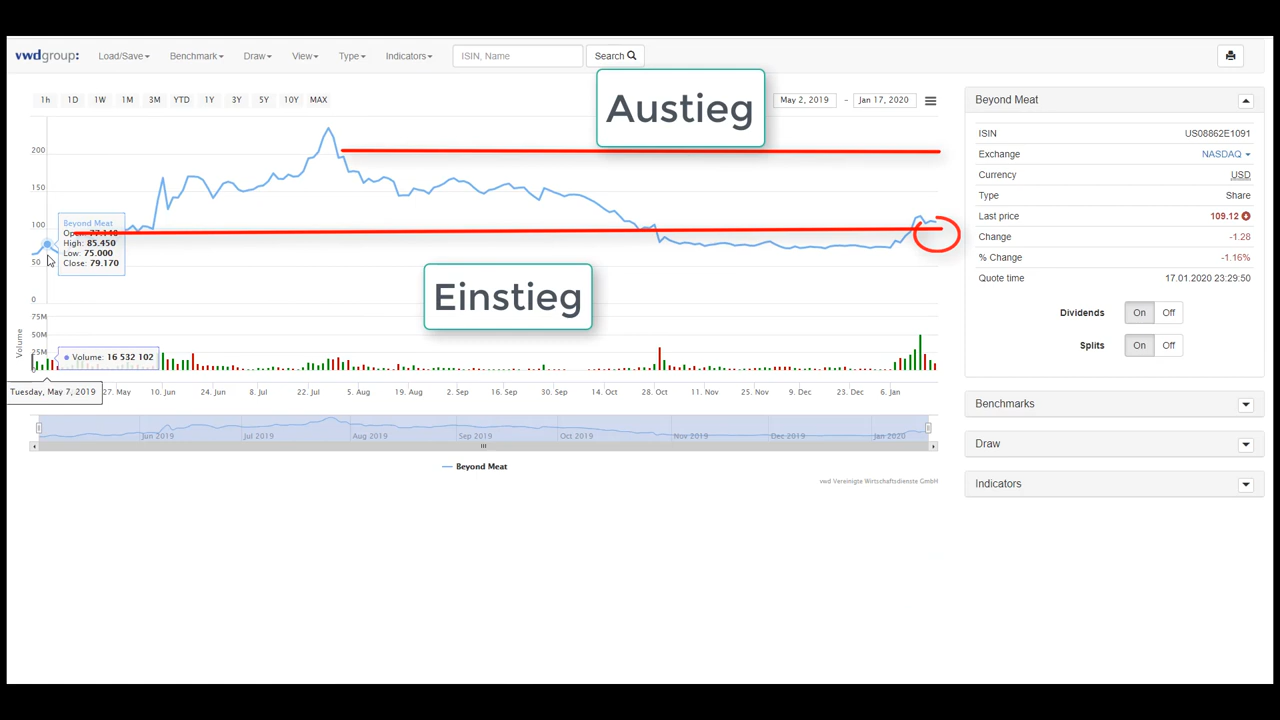 vwdgroup: Load/Save Benchmark Draw View Type Indicators ISIN, Name Search
1h 1D 1W 1M 3M YTD 1Y 3Y 5Y 10Y MAX May 2, 2019 - Jan 17, 2020
Austieg
Einstieg
200
150
100
50
0
Beyond Meat
Open: 77.140
High: 85.450
Low: 75.000
Close: 79.170
Volume
75M
50M
25M
0
Volume: 16 532 102
Tuesday, May 7, 2019
27. May 10. Jun 24. Jun 8. Jul 22. Jul 5. Aug 19. Aug 2. Sep 16. Sep 30. Sep 14. Oct 28. Oct 11. Nov 25. Nov 9. Dec 23. Dec 6. Jan
Jun 2019 Jul 2019 Aug 2019 Sep 2019 Oct 2019 Nov 2019 Dec 2019 Jan 2020
Beyond Meat
vwd Vereinigte Wirtschaftsdienste GmbH
Beyond Meat
ISIN US08862E1091
Exchange NASDAQ
Currency USD
Type Share
Last price 109.12
Change -1.28
% Change -1.16%
Quote time 17.01.2020 23:29:50
Dividends On Off
Splits On Off
Benchmarks
Draw
Indicators